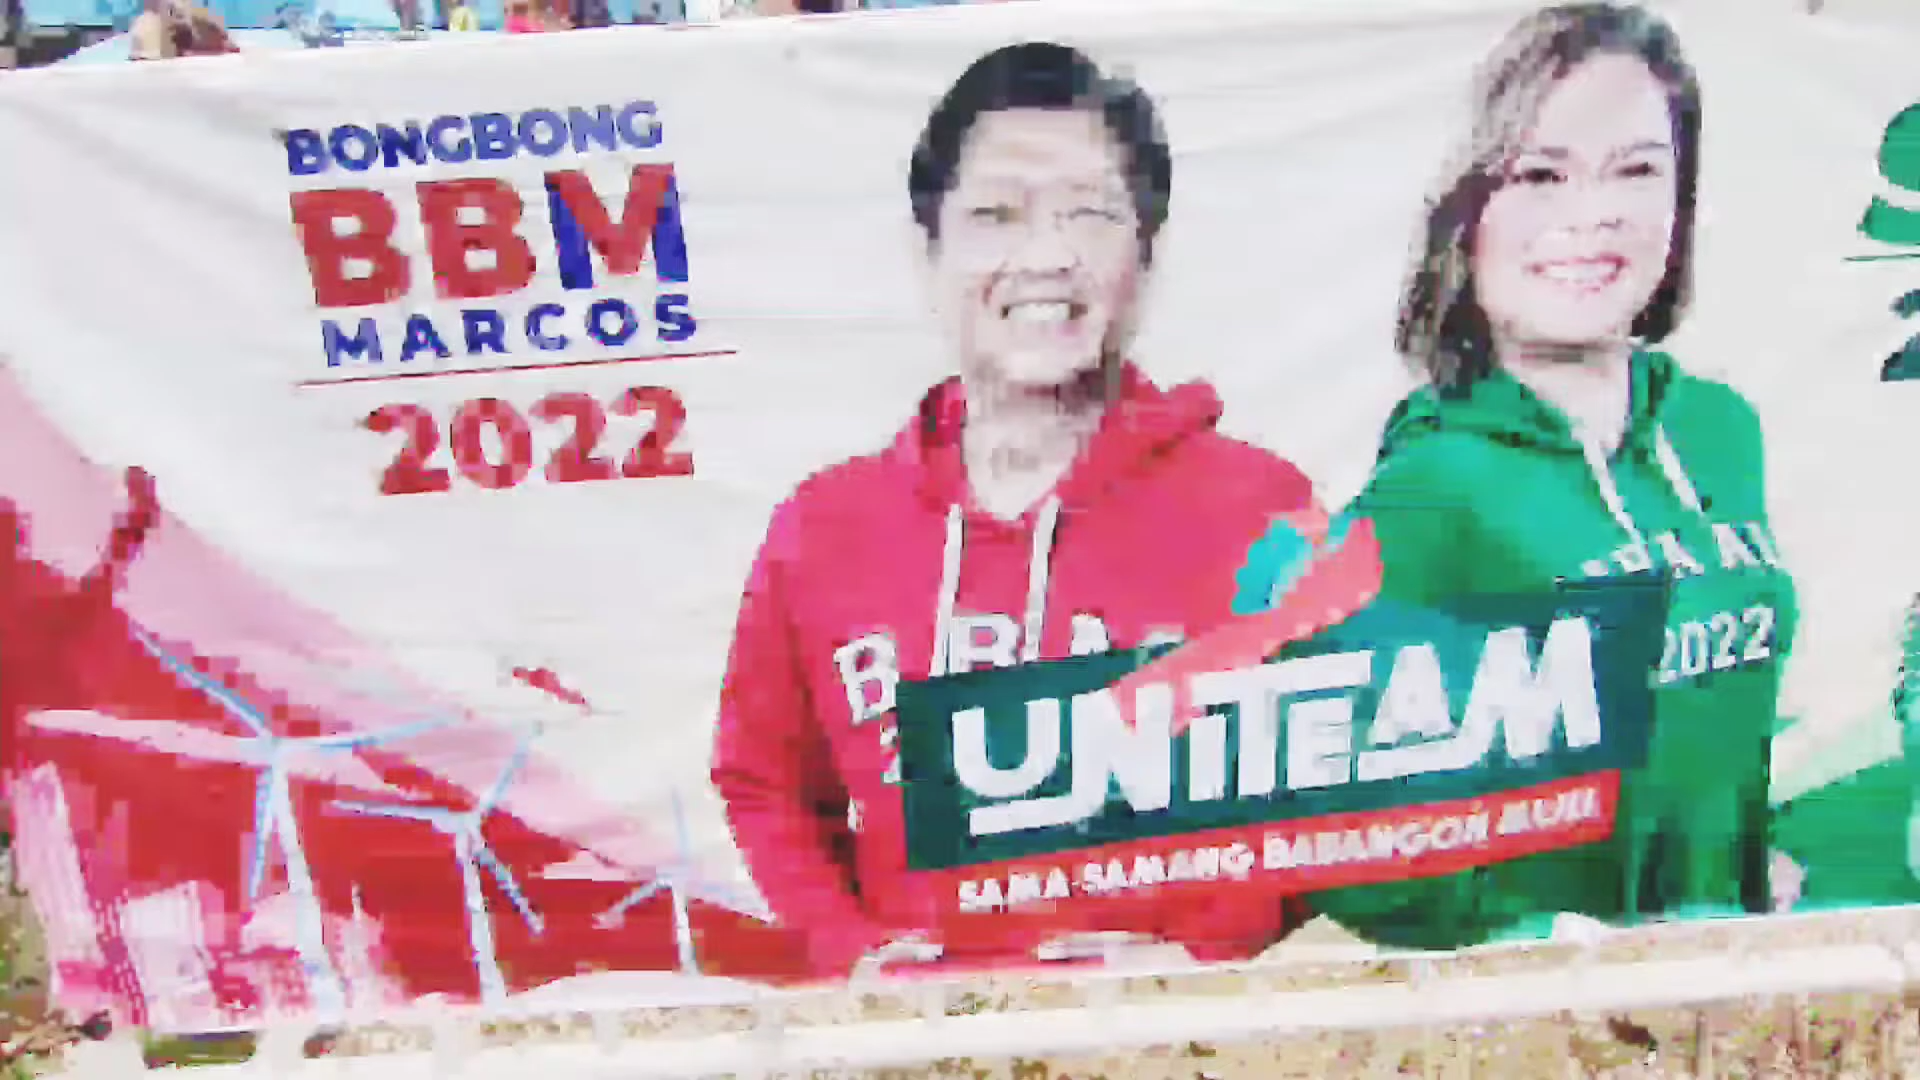 BONGBONG
BBM
MARCOS
2022
2022
UNiTEAM
SAMA-SAMANG BABANGON MULI